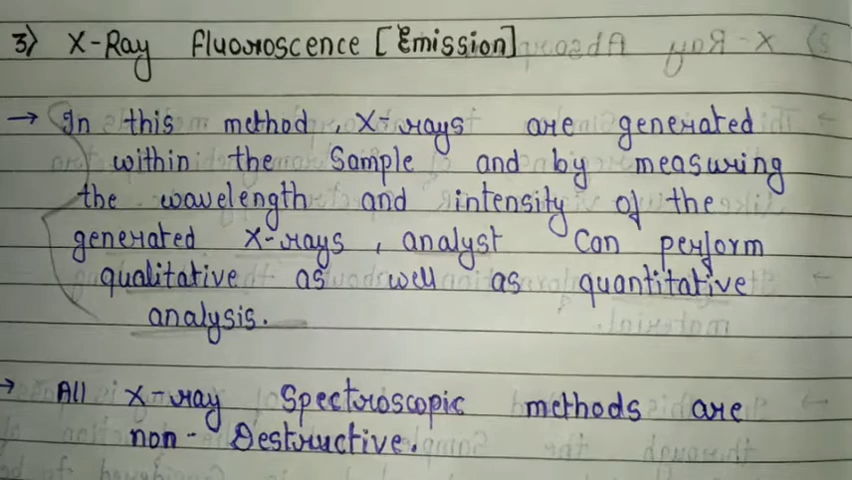 3) X-Ray fluoroscence [Emission]
→ In this method, X-rays are generated
within the Sample and by measuring
the wavelength and intensity of the
generated X-rays, analyst can perform
qualitative as well as quantitative
analysis.
→ All X-ray Spectroscopic methods are
non-Destructive.